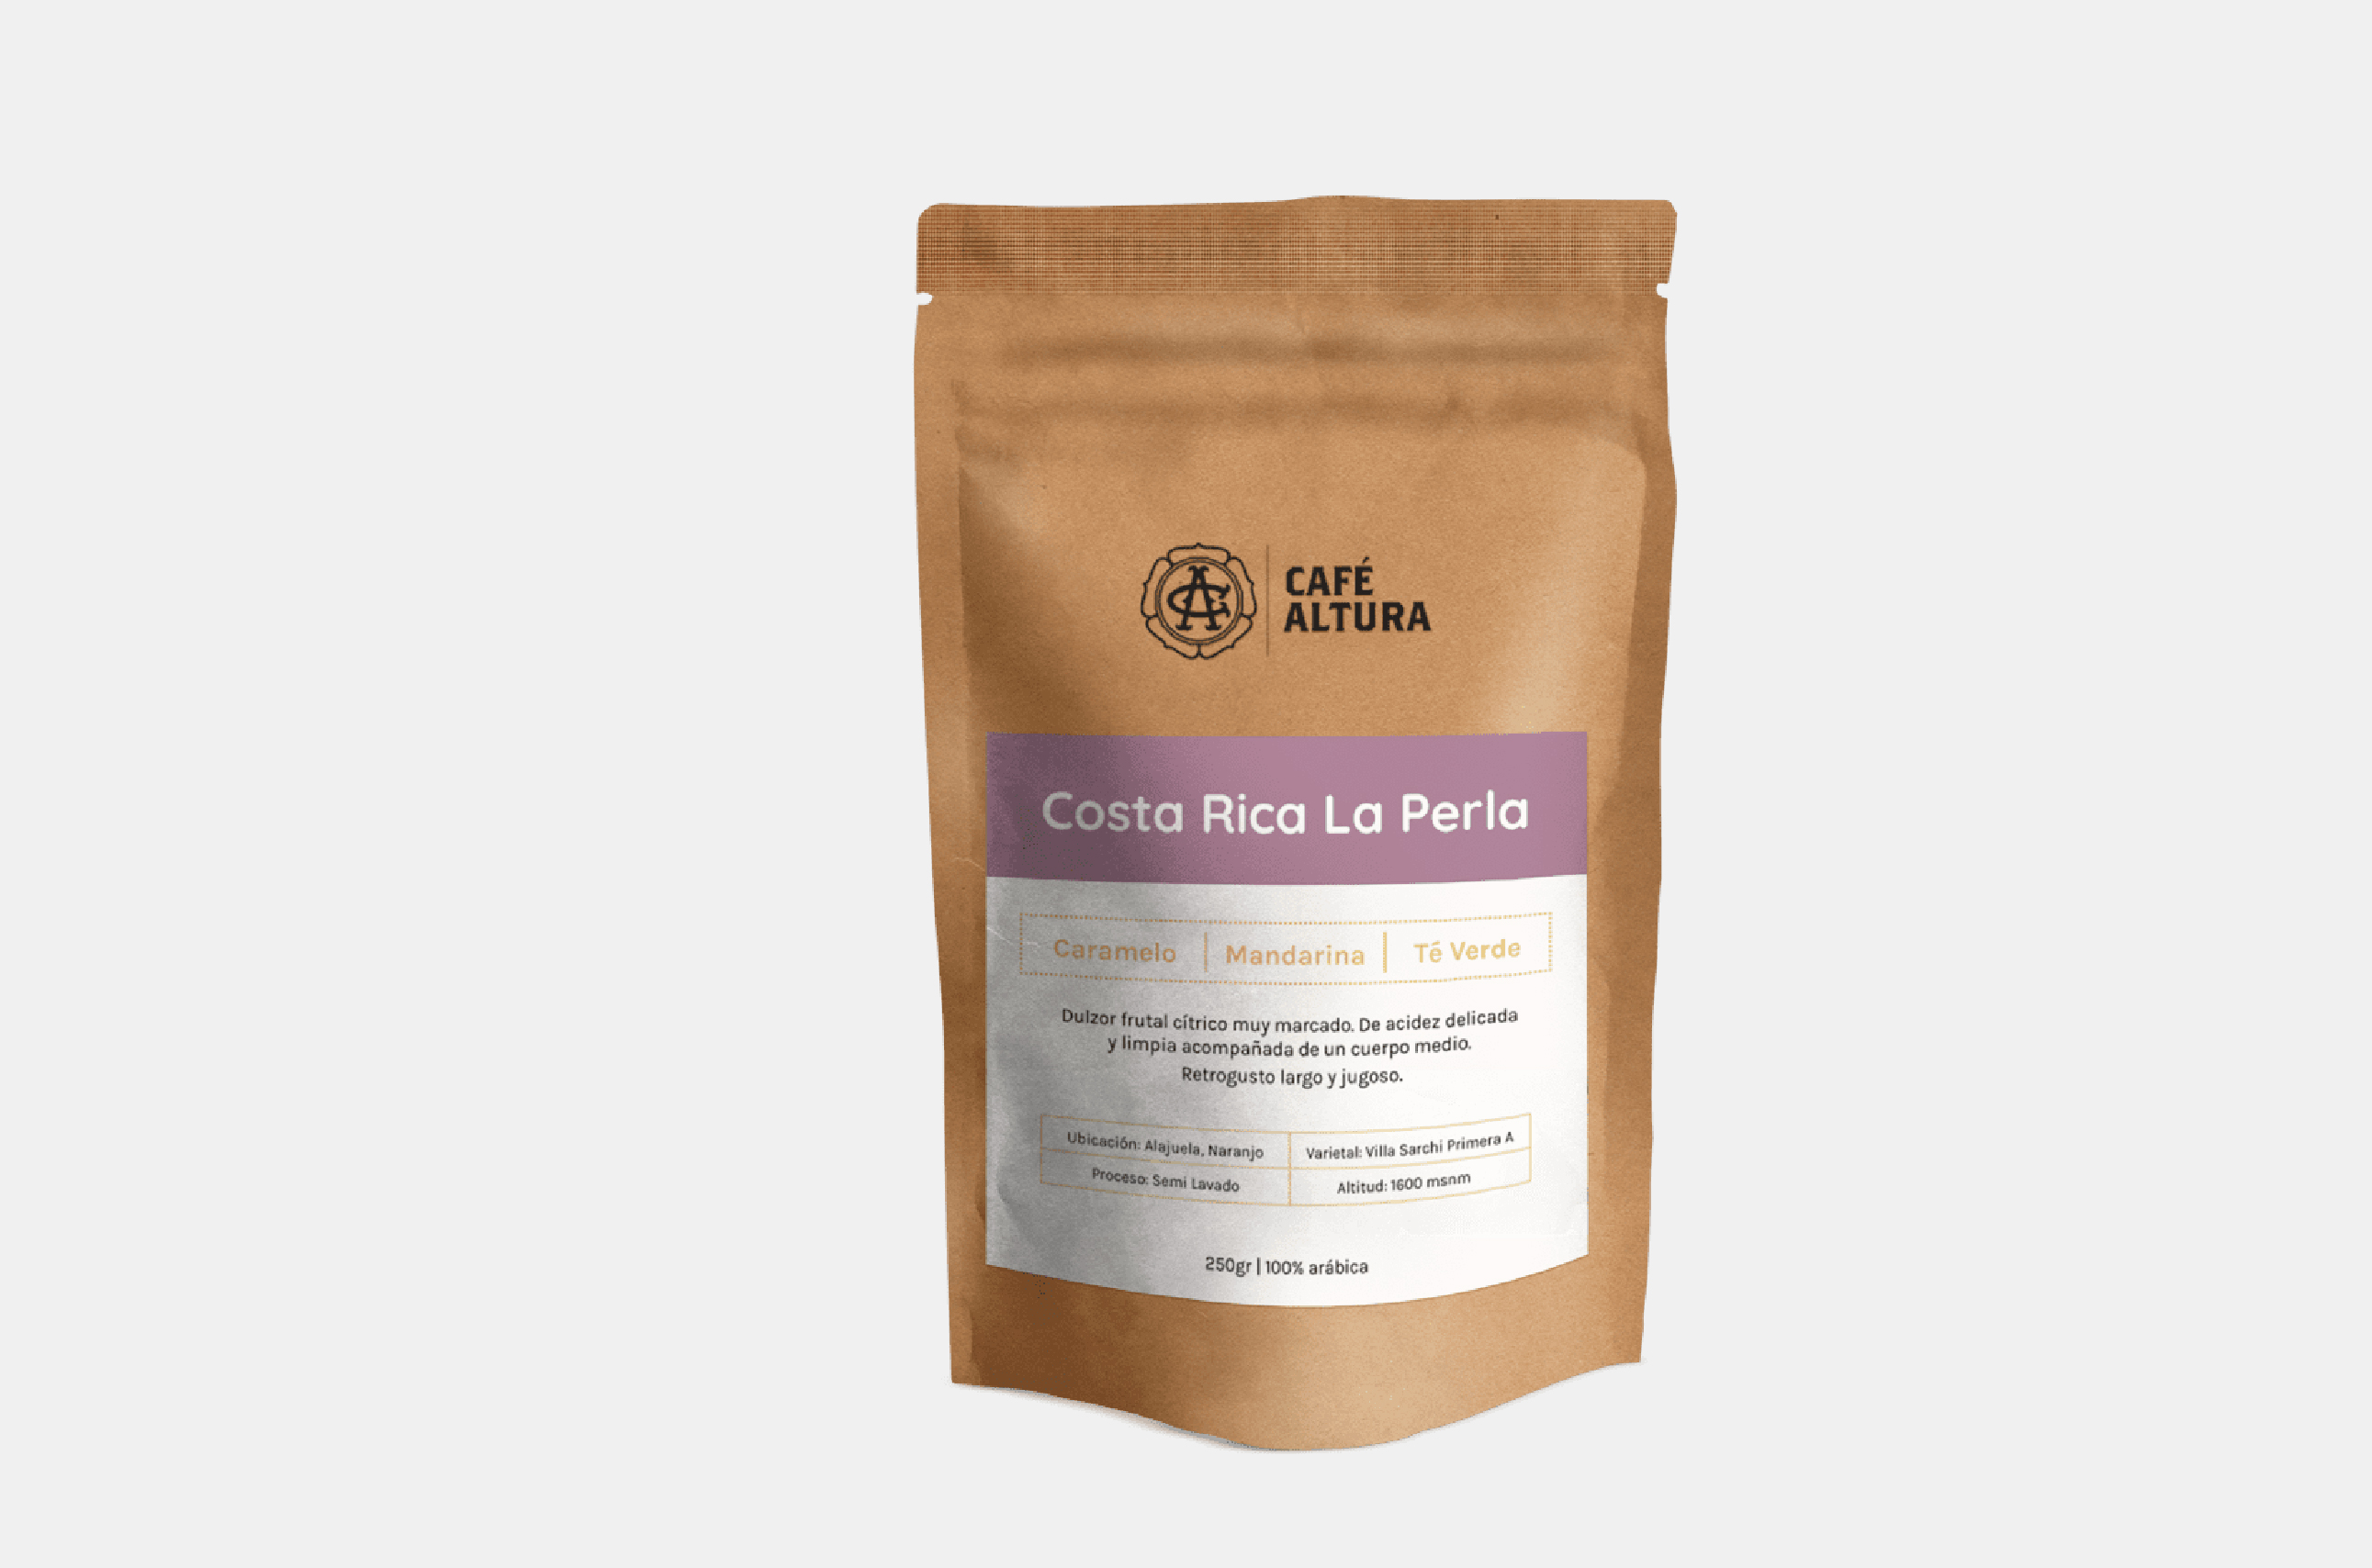 CAFÉ
ALTURA
Costa Rica La Perla
Caramelo | Mandarina | Té Verde
Dulzor frutal cítrico muy marcado. De acidez delicada
y limpia acompañada de un cuerpo medio.
Retrogusto largo y jugoso.
Ubicación: Alajuela, Naranjo
Varietal: Villa Sarchi Primera A
Proceso: Semi Lavado
Altitud: 1600 msnm
250gr | 100% arábica